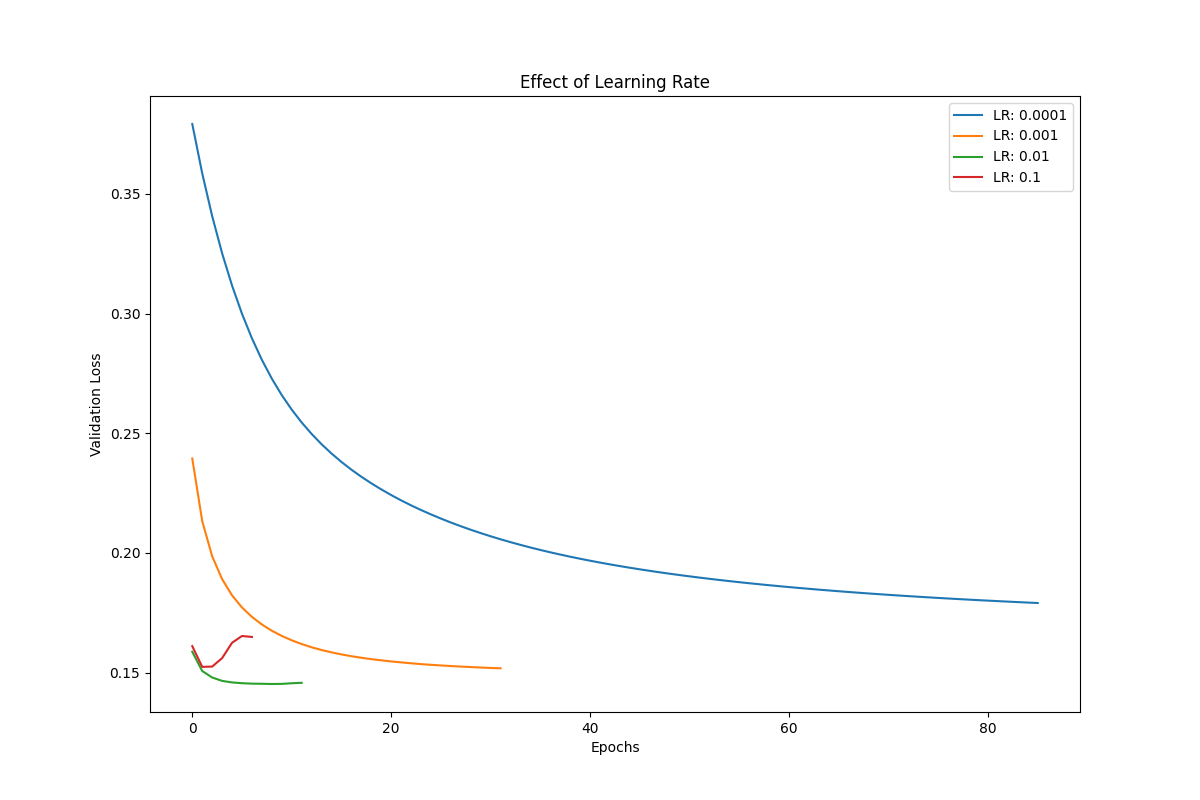 Effect of Learning Rate
LR: 0.0001
LR: 0.001
LR: 0.01
LR: 0.1
0.35
0.30
0.25
0.20
0.15
Validation Loss
0 20 40 60 80
Epochs